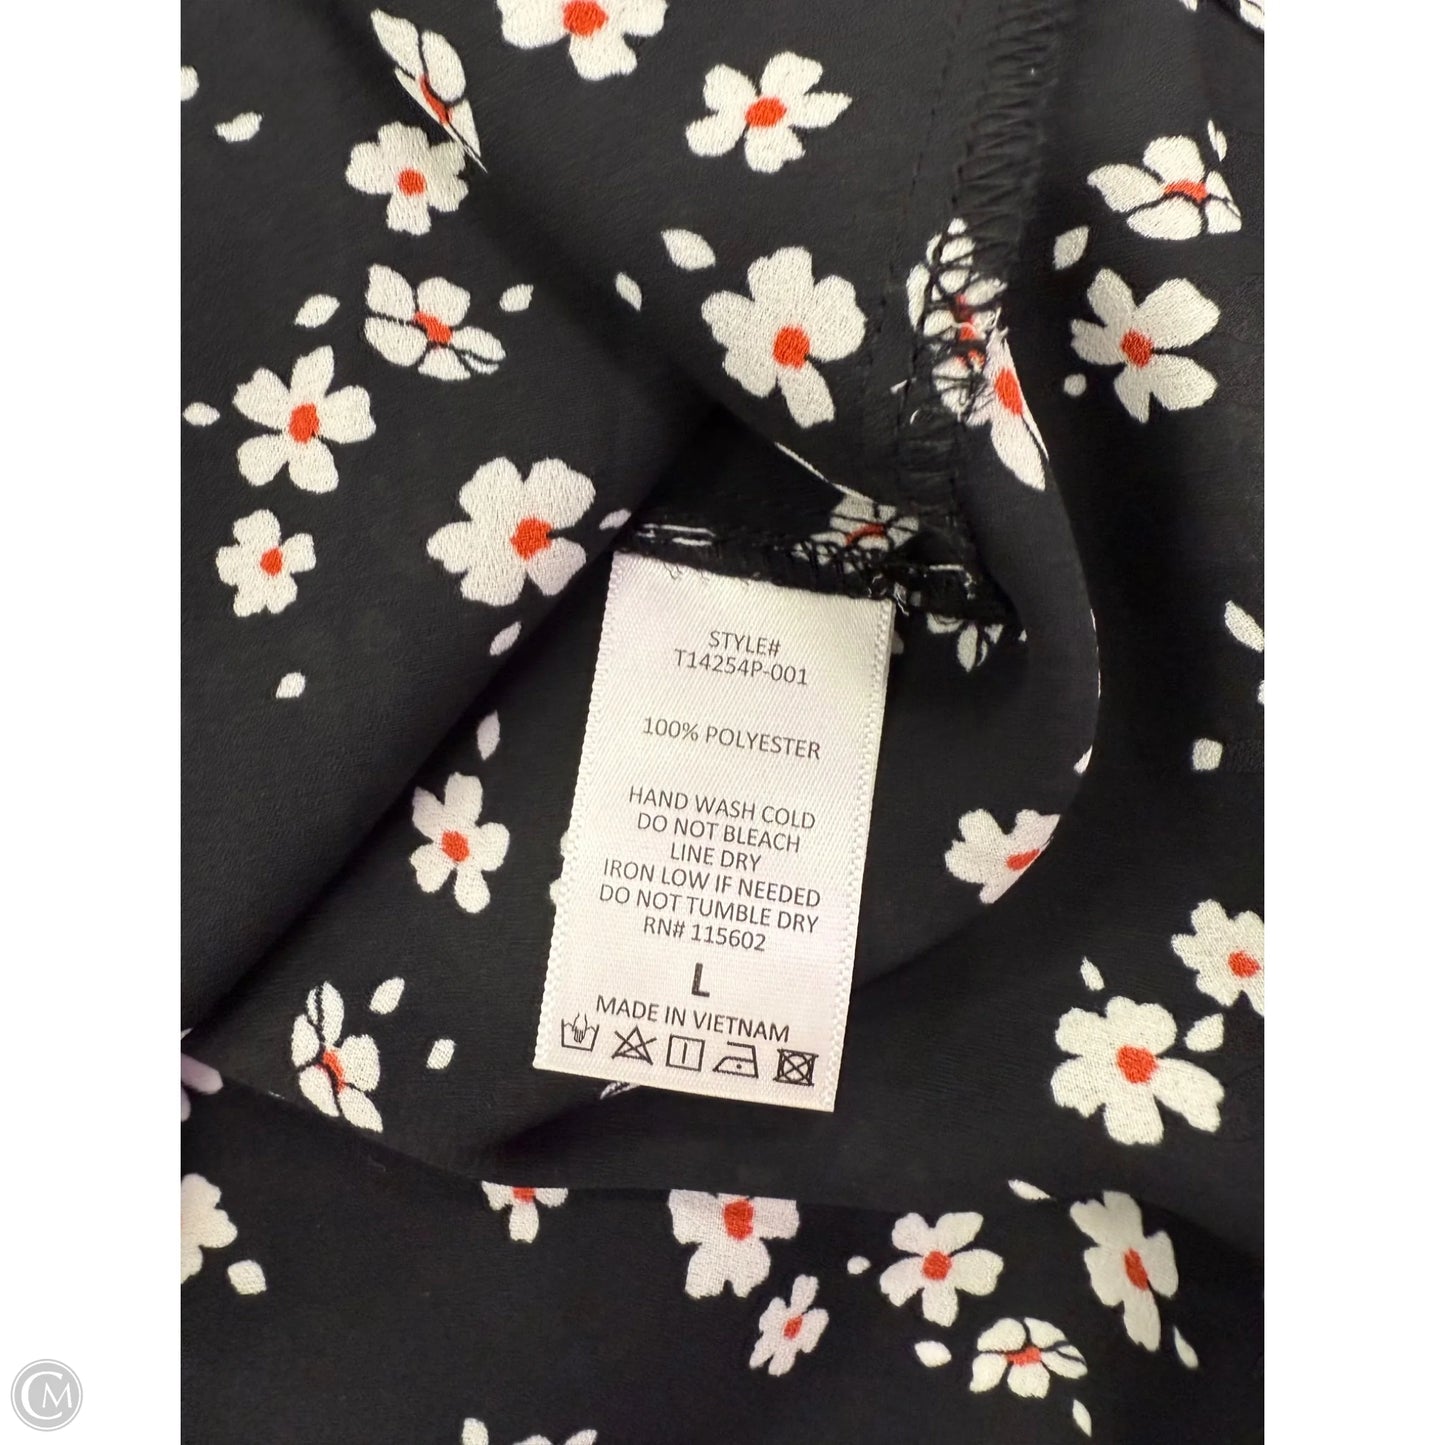 STYLE#
T14254P-001
100% POLYESTER
HAND WASH COLD
DO NOT BLEACH
LINE DRY
IRON LOW IF NEEDED
DO NOT TUMBLE DRY
RN# 115602
L
MADE IN VIETNAM
CM